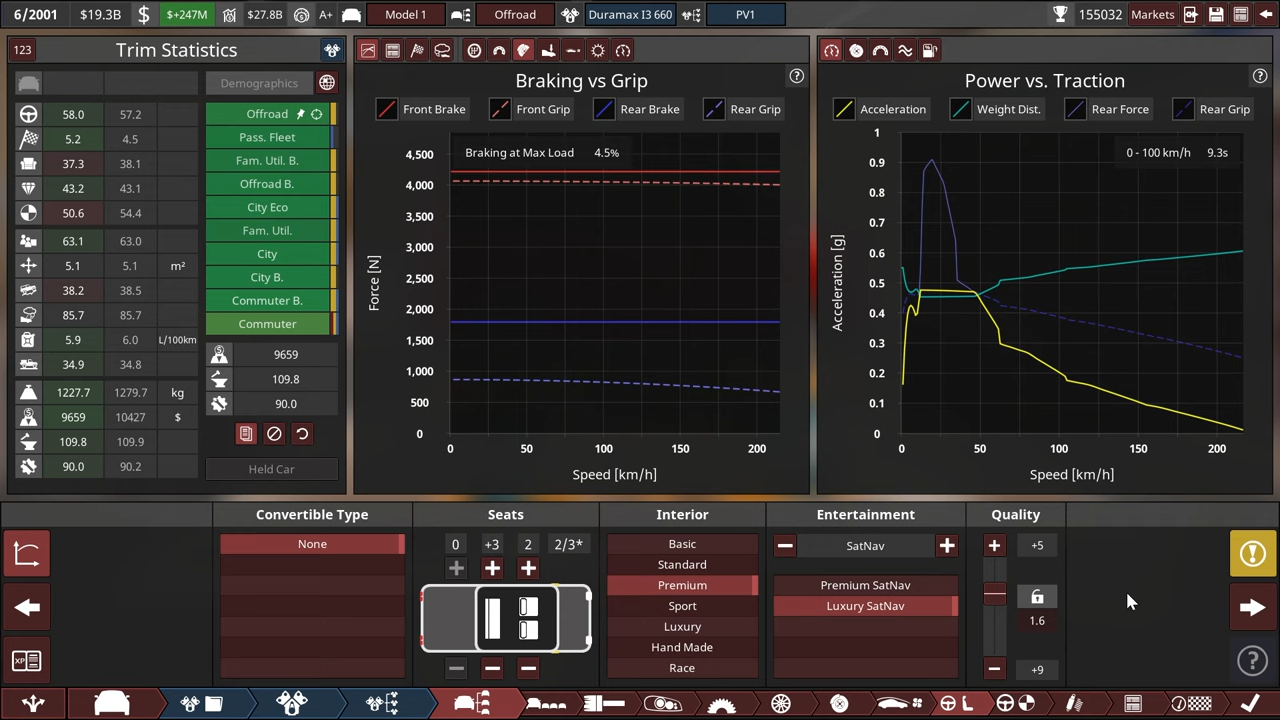 6/2001 $19.3B $ $+247M $27.8B A+ Model 1 Offroad Duramax I3 660 PV1 155032 Markets
123 Trim Statistics
Demographics
58.0 57.2 Offroad
5.2 4.5 Pass. Fleet
37.3 38.1 Fam. Util. B.
43.2 43.1 Offroad B.
50.6 54.4 City Eco
63.1 63.0 Fam. Util.
5.1 5.1 m² City
38.2 38.5 City B.
85.7 85.7 Commuter B.
5.9 6.0 L/100km Commuter
34.9 34.8 9659
1227.7 1279.7 kg 109.8
9659 10427 $ 90.0
109.8 109.9
90.0 90.2 Held Car
Braking vs Grip ?
Front Brake Front Grip Rear Brake Rear Grip
Braking at Max Load 4.5%
4,500
4,000
3,500
3,000
2,500
2,000
1,500
1,000
500
0
Force [N]
0 50 100 150 200
Speed [km/h]
Power vs. Traction ?
Acceleration Weight Dist. Rear Force Rear Grip
0 - 100 km/h 9.3s
1
0.9
0.8
0.7
0.6
0.5
0.4
0.3
0.2
0.1
0
Acceleration [g]
0 50 100 150 200
Speed [km/h]
Convertible Type
None
Seats
0 +3 2 2/3*
Interior
Basic
Standard
Premium
Sport
Luxury
Hand Made
Race
Entertainment
SatNav
Premium SatNav
Luxury SatNav
Quality
+5
1.6
+9
XP
?